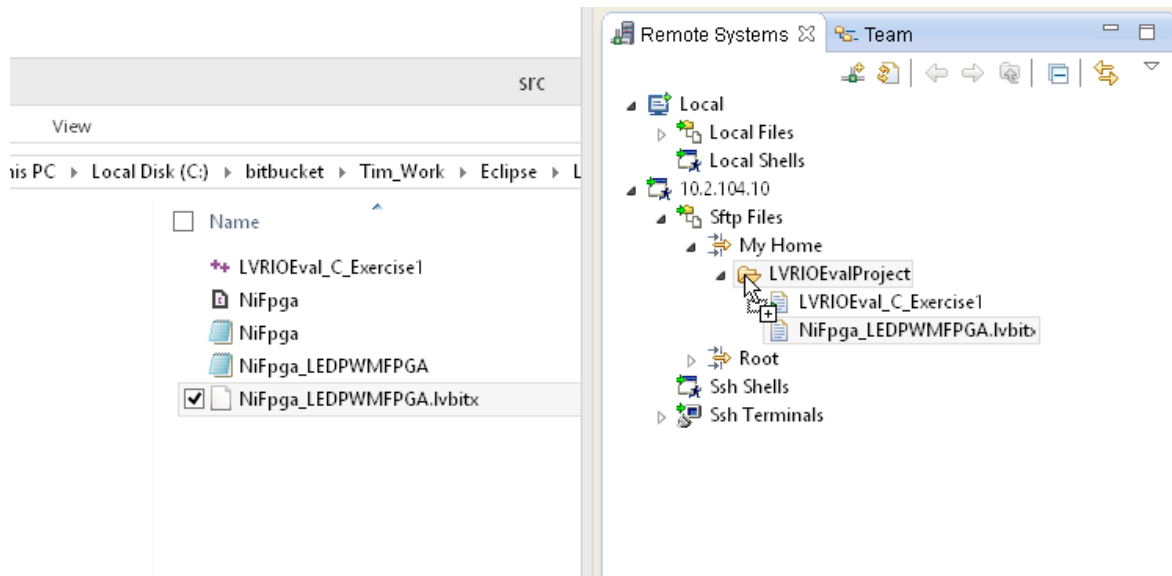 src
View
his PC ▸ Local Disk (C:) ▸ bitbucket ▸ Tim_Work ▸ Eclipse ▸ L
Name
LVRIOEval_C_Exercise1
NiFpga
NiFpga
NiFpga_LEDPWMFPGA
NiFpga_LEDPWMFPGA.lvbitx
Remote Systems
Team
Local
Local Files
Local Shells
10.2.104.10
Sftp Files
My Home
LVRIOEvalProject
LVRIOEval_C_Exercise1
NiFpga_LEDPWMFPGA.lvbitx
Root
Ssh Shells
Ssh Terminals